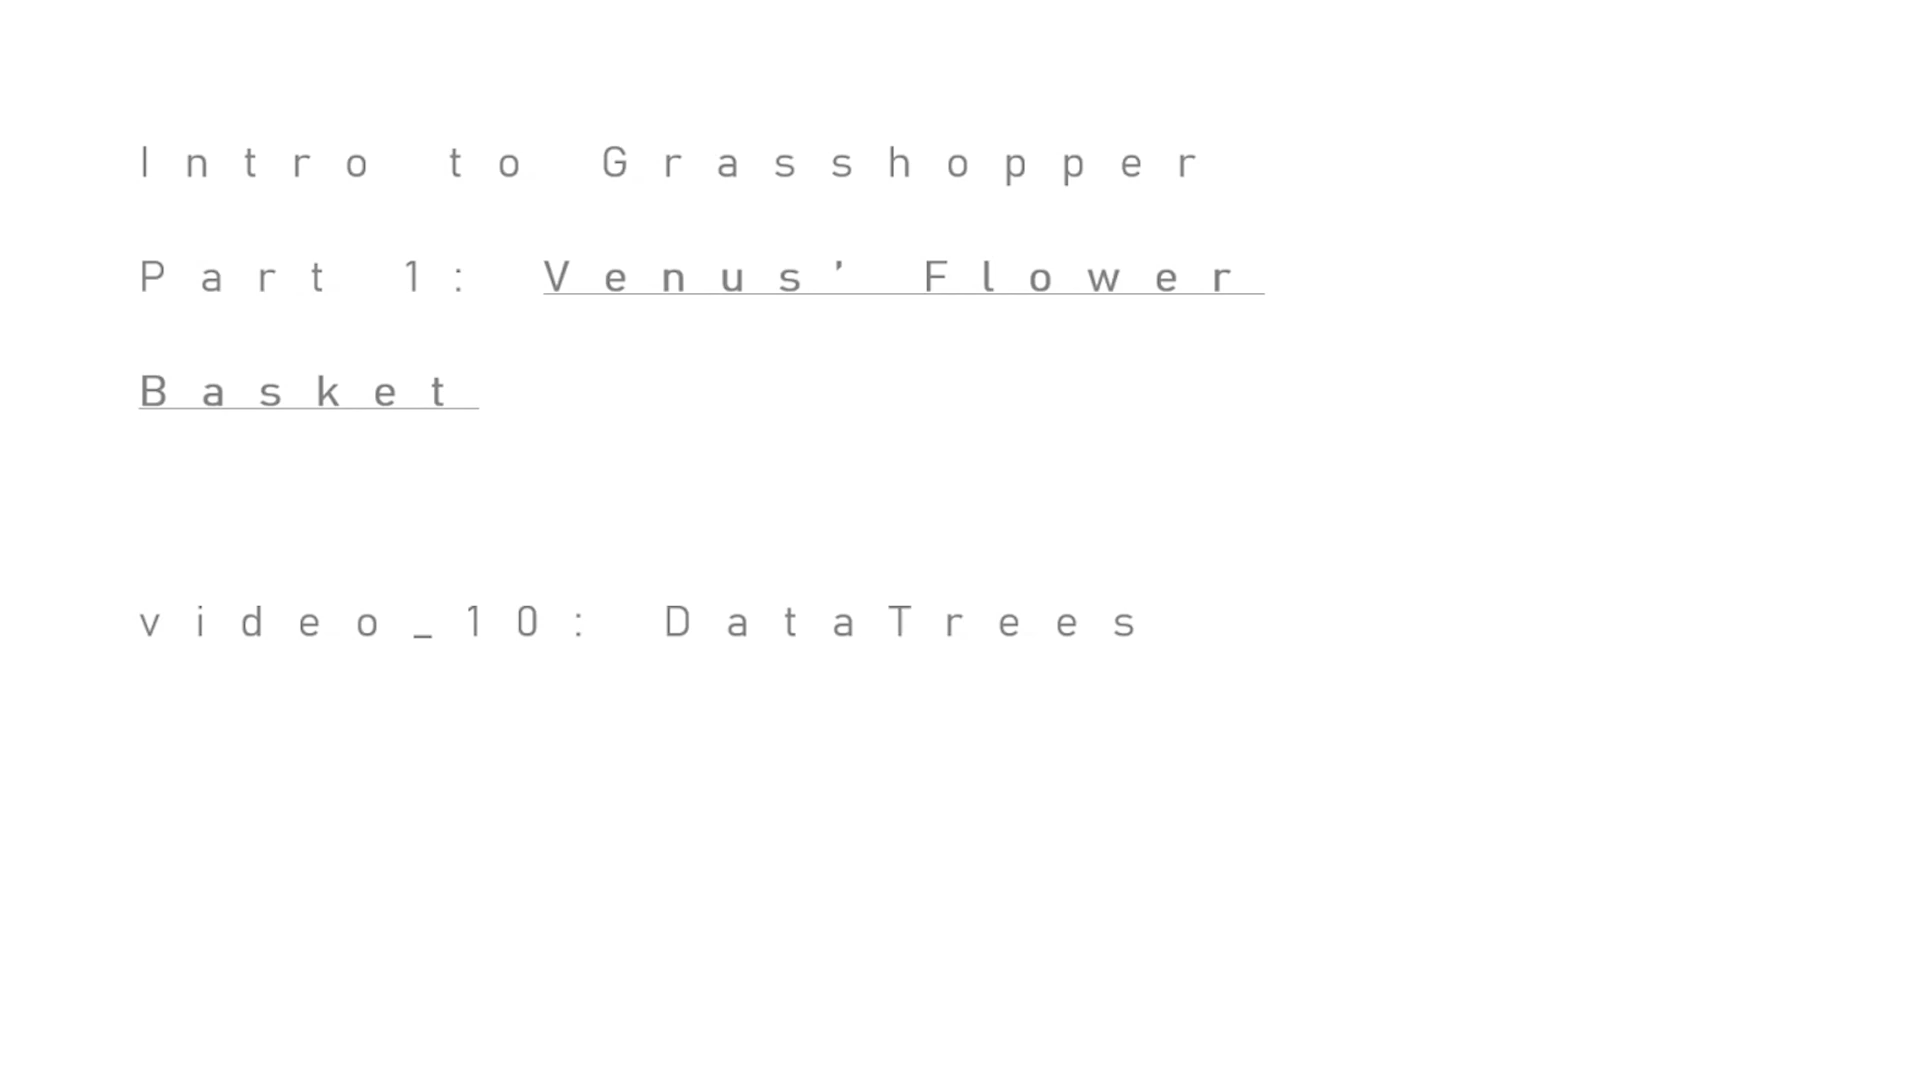 Intro to Grasshopper
Part 1: Venus’ Flower
Basket
video_10: DataTrees